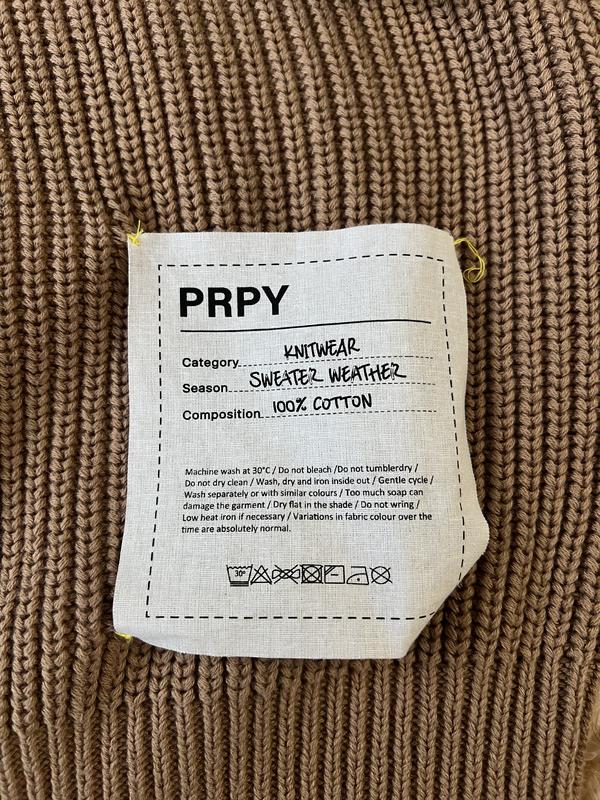 PRPY
Category KNITWEAR
Season SWEATER WEATHER
Composition 100% COTTON
Machine wash at 30°C / Do not bleach /Do not tumblerdry /
Do not dry clean / Wash, dry and iron inside out / Gentle cycle /
Wash separately or with similar colours / Too much soap can
damage the garment / Dry flat in the shade / Do not wring /
Low heat iron if necessary / Variations in fabric colour over the
time are absolutely normal.
30°